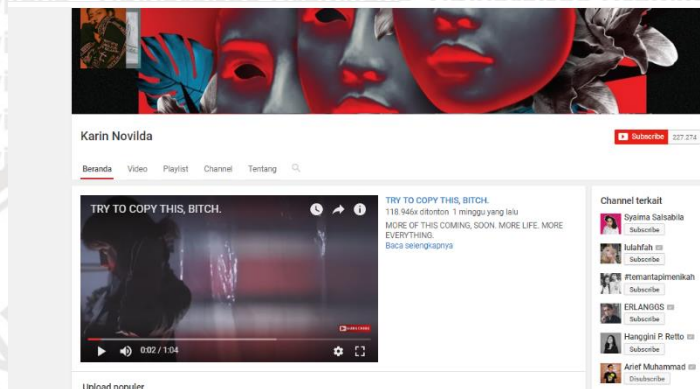 Karin Novilda
Subscribe 227.274
Beranda Video Playlist Channel Tentang
TRY TO COPY THIS, BITCH.
0:02 / 1:04
SUBSCRIBE
TRY TO COPY THIS, BITCH.
118.946x ditonton 1 minggu yang lalu
MORE OF THIS COMING, SOON. MORE LIFE. MORE
EVERYTHING.
Baca selengkapnya
Channel terkait
Syaima Salsabila
Subscribe
lulahfah
Subscribe
#temantapimenikah
Subscribe
ERLANGGS
Subscribe
Hanggini P. Retto
Subscribe
Arief Muhammad
Disubscribe
Upload populer